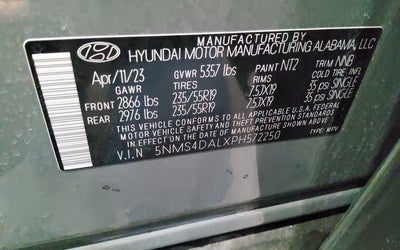 MANUFACTURED BY
HYUNDAI MOTOR MANUFACTURING ALABAMA, LLC
Apr/11/23 GVWR 5357 lbs PAINT NT2 TRIM NNB
GAWR TIRES RIMS COLD TIRE INFL
FRONT 2866 lbs 235/55R19 7.5JX19 35 psi SINGLE
REAR 2976 lbs 235/55R19 7.5JX19 35 psi SINGLE
THIS VEHICLE CONFORMS TO ALL APPLICABLE U.S.A. FEDERAL
MOTOR VEHICLE SAFETY AND THEFT PREVENTION STANDARDS
IN EFFECT ON THE DATE OF MANUFACTURE SHOWN ABOVE.
V.I.N 5NMS4DALXPH572250 TYPE: MPV